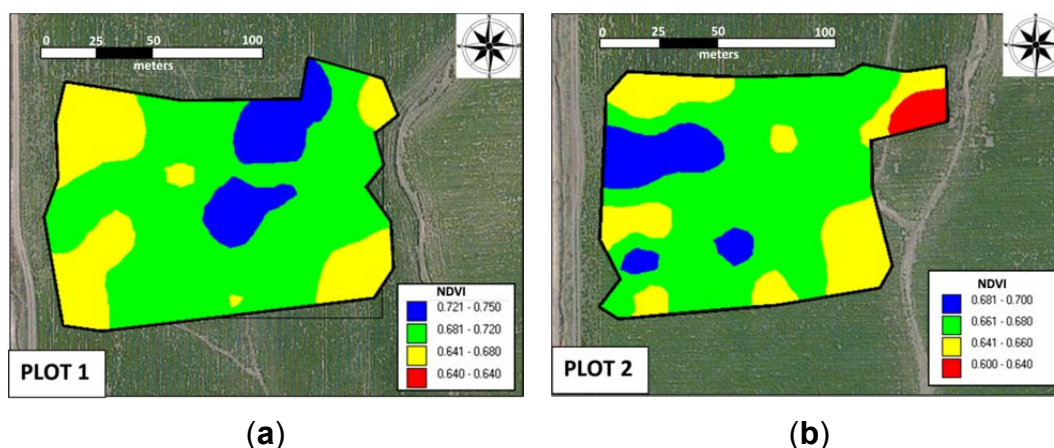 0 25 50 100
meters
NDVI
0.721 - 0.750
0.681 - 0.720
0.641 - 0.680
0.640 - 0.640
PLOT 1
(a)
0 25 50 100
meters
NDVI
0.681 - 0.700
0.661 - 0.680
0.641 - 0.660
0.600 - 0.640
PLOT 2
(b)